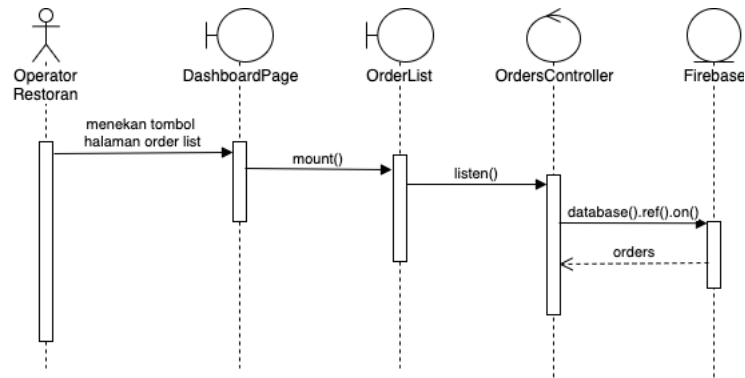 Operator
Restoran
DashboardPage
OrderList
OrdersController
Firebase
menekan tombol
halaman order list
mount()
listen()
database().ref().on()
orders